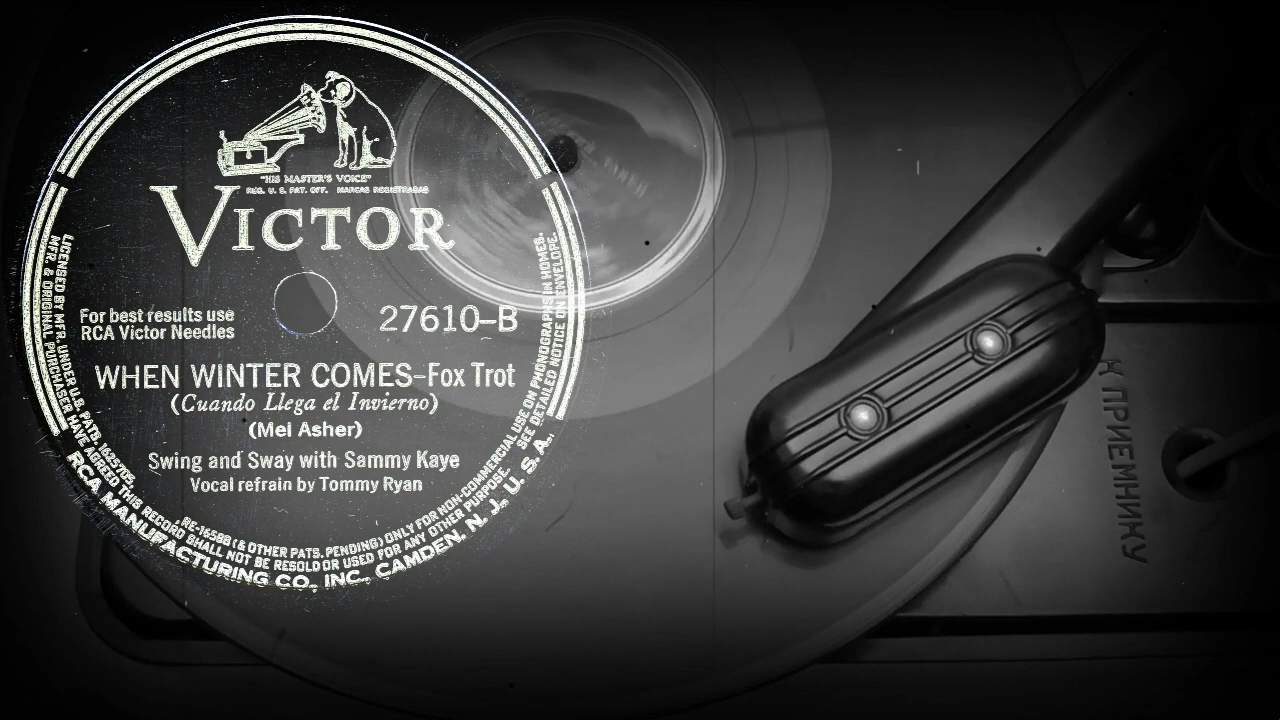 "HIS MASTER'S VOICE"
REG. U. S. PAT. OFF. MARCAS REGISTRADAS
VICTOR
For best results use
RCA Victor Needles
27610-B
WHEN WINTER COMES-Fox Trot
(Cuando Llega el Invierno)
(Mel Asher)
Swing and Sway with Sammy Kaye
Vocal refrain by Tommy Ryan
LICENSED BY MFR. UNDER U.S. PATS. 1625705, RE-16588 (& OTHER PATS. PENDING) ONLY FOR NON-COMMERCIAL USE ON PHONOGRAPHS IN HOMES.
MFR. & ORIGINAL PURCHASER HAVE AGREED THIS RECORD SHALL NOT BE RESOLD OR USED FOR ANY OTHER PURPOSE. SEE DETAILED NOTICE ON ENVELOPE.
RCA MANUFACTURING CO., INC., CAMDEN, N. J., U. S. A.
К ПРИЕМНИКУ